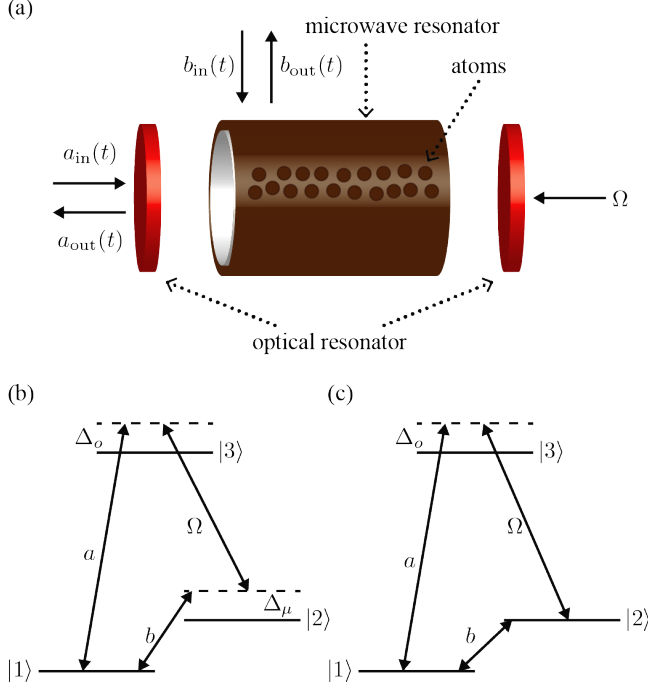 (a)
microwave resonator
b_in(t)
b_out(t)
atoms
a_in(t)
a_out(t)
Ω
optical resonator
(b)
Δ_o
|3⟩
a
Ω
Δ_μ
|2⟩
b
|1⟩
(c)
Δ_o
|3⟩
a
Ω
|2⟩
b
|1⟩